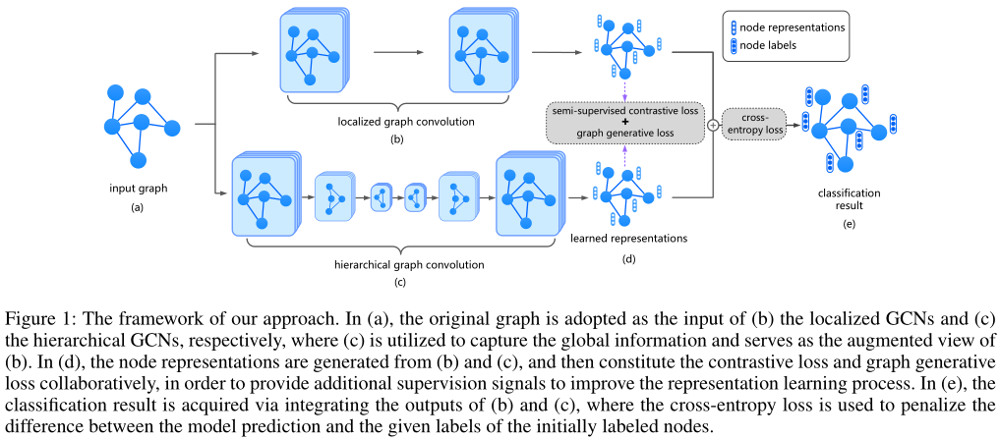 node representations
node labels
semi-supervised contrastive loss
+
graph generative loss
cross-
entropy loss
localized graph convolution
(b)
input graph
(a)
classification
result
(e)
learned representations
(d)
hierarchical graph convolution
(c)
Figure 1: The framework of our approach. In (a), the original graph is adopted as the input of (b) the localized GCNs and (c)
the hierarchical GCNs, respectively, where (c) is utilized to capture the global information and serves as the augmented view of
(b). In (d), the node representations are generated from (b) and (c), and then constitute the contrastive loss and graph generative
loss collaboratively, in order to provide additional supervision signals to improve the representation learning process. In (e), the
classification result is acquired via integrating the outputs of (b) and (c), where the cross-entropy loss is used to penalize the
difference between the model prediction and the given labels of the initially labeled nodes.